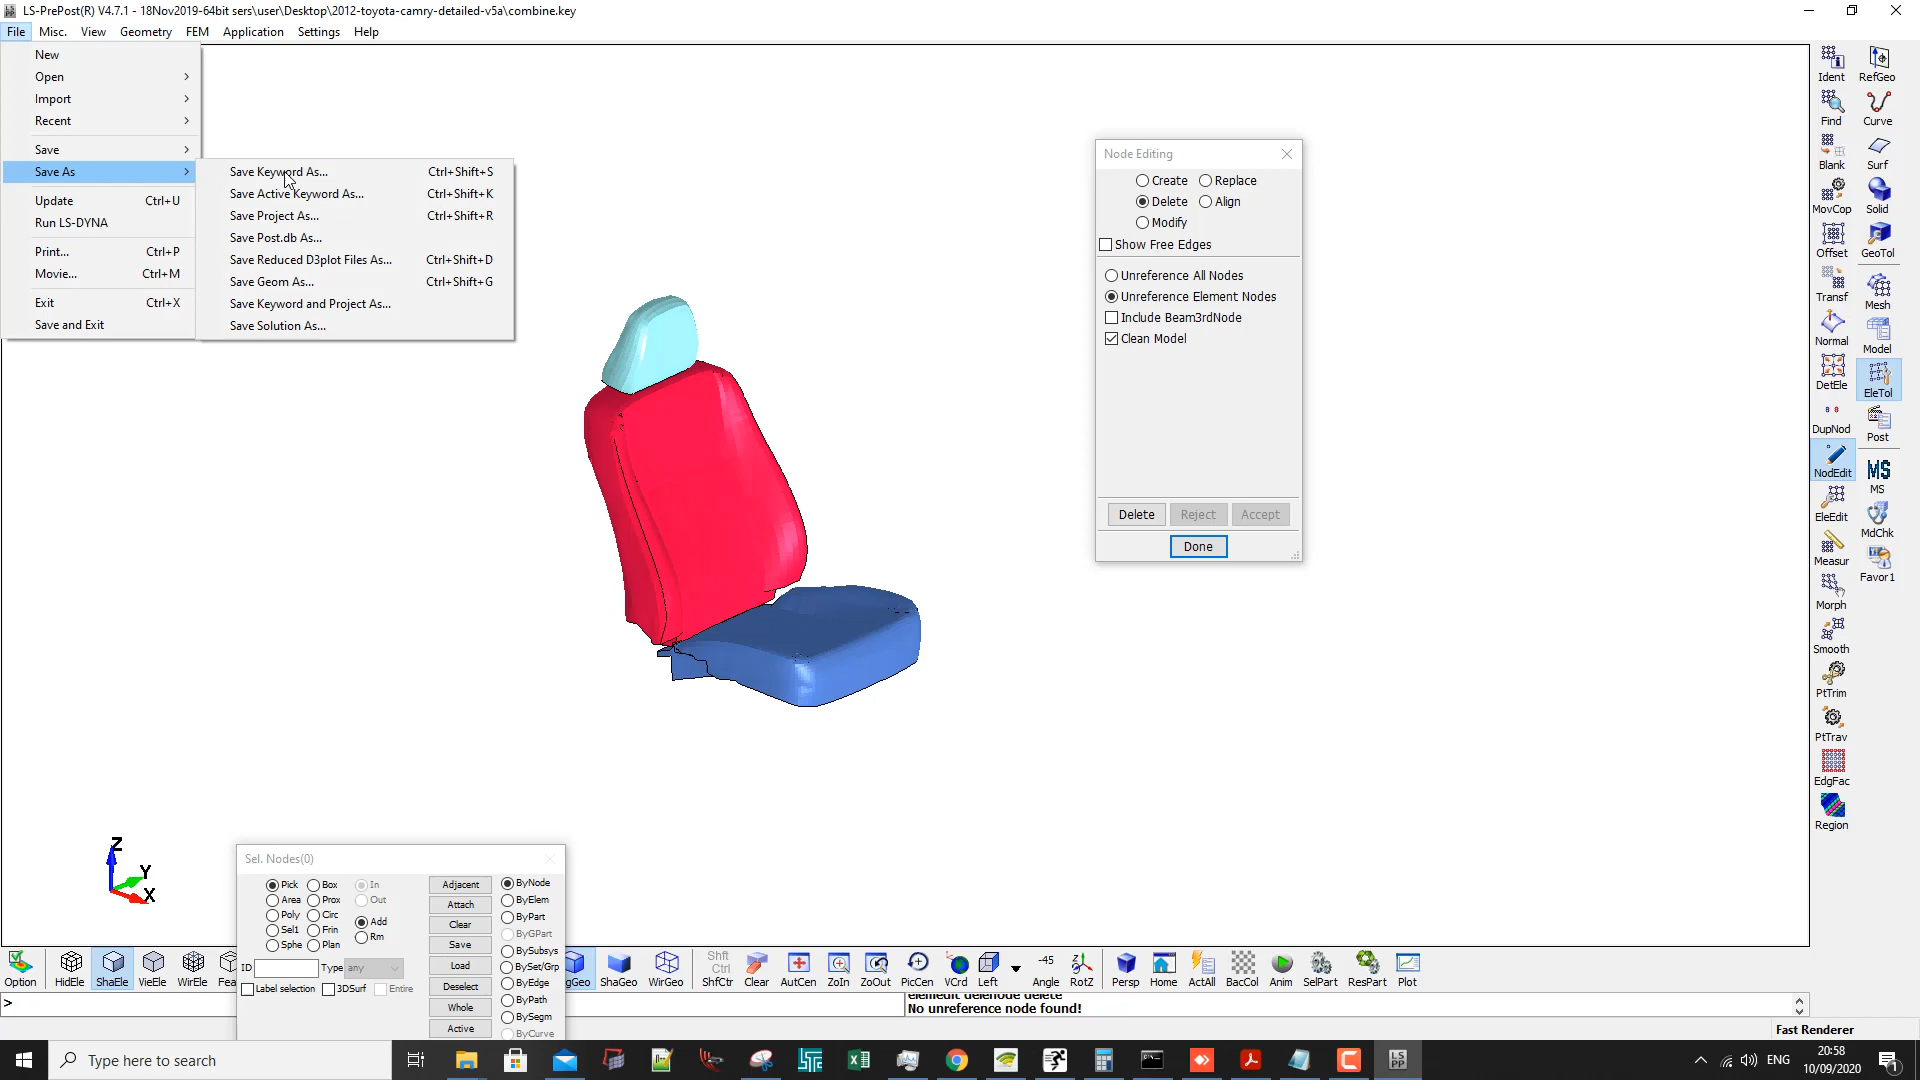 LS-PrePost(R) V4.7.1 - 18Nov2019-64bit sers\user\Desktop\2012-toyota-camry-detailed-v5a\combine.key
File Misc. View Geometry FEM Application Settings Help
New
Open
Import
Recent
Save
Save As
Update Ctrl+U
Run LS-DYNA
Print... Ctrl+P
Movie... Ctrl+M
Exit Ctrl+X
Save and Exit
Save Keyword As... Ctrl+Shift+S
Save Active Keyword As... Ctrl+Shift+K
Save Project As... Ctrl+Shift+R
Save Post.db As...
Save Reduced D3plot Files As... Ctrl+Shift+D
Save Geom As... Ctrl+Shift+G
Save Keyword and Project As...
Save Solution As...
Node Editing
Create Replace
Delete Align
Modify
Show Free Edges
Unreference All Nodes
Unreference Element Nodes
Include Beam3rdNode
Clean Model
Delete Reject Accept
Done
Ident RefGeo
Find Curve
Blank Surf
MovCop Solid
Offset GeoTol
Transf Mesh
Normal Model
DetEle EleTol
DupNod Post
NodEdit MS
MS
EleEdit MdChk
Measur Favor1
Morph
Smooth
PtTrim
PtTrav
EdgFac
Region
Z
Y
X
Sel. Nodes(0)
Pick Box In Adjacent ByNode
Area Prox Out Attach ByElem
Poly Circ Add Clear ByPart
Sel1 Frin Rm Save ByGPart
Sphe Plan Load BySubsys
ID Type any Deselect BySet/Grp
Label selection 3DSurf Entire Whole ByEdge
Active ByPath
BySegm
ByCurve
Option HidEle ShaEle VieEle WirEle Fea gGeo ShaGeo WirGeo
Shft
Ctrl
ShfCtr Clear AutCen ZoIn ZoOut PicCen VCrd Left
-45
Angle RotZ Persp Home ActAll BacCol Anim SelPart ResPart Plot
>
elemedit delenode delete
No unreference node found!
Fast Renderer
Type here to search
LS
PP
ENG
20:58
10/09/2020
1